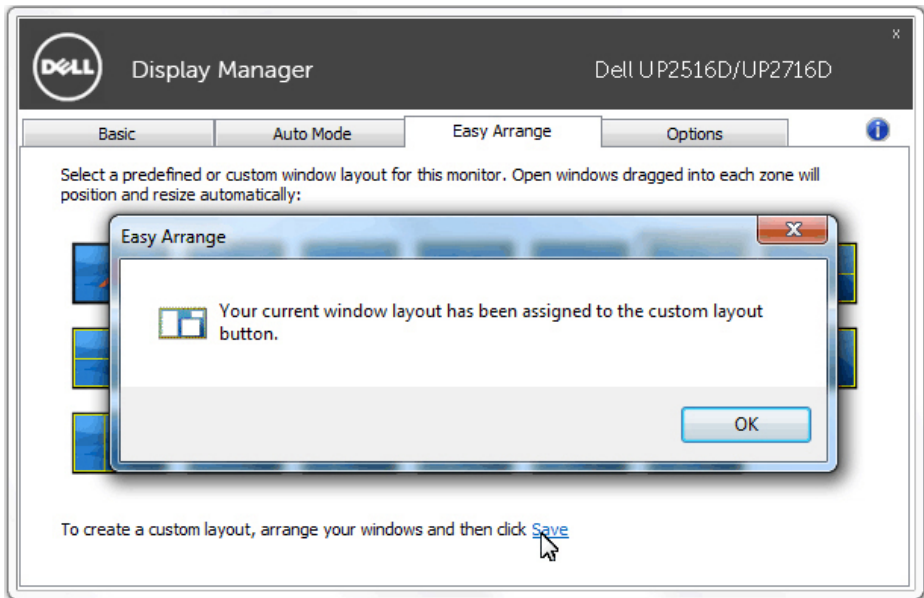 x
DELL Display Manager Dell UP2516D/UP2716D
Basic Auto Mode Easy Arrange Options i
Select a predefined or custom window layout for this monitor. Open windows dragged into each zone will
position and resize automatically:
Easy Arrange x
Your current window layout has been assigned to the custom layout
button.
OK
To create a custom layout, arrange your windows and then click Save